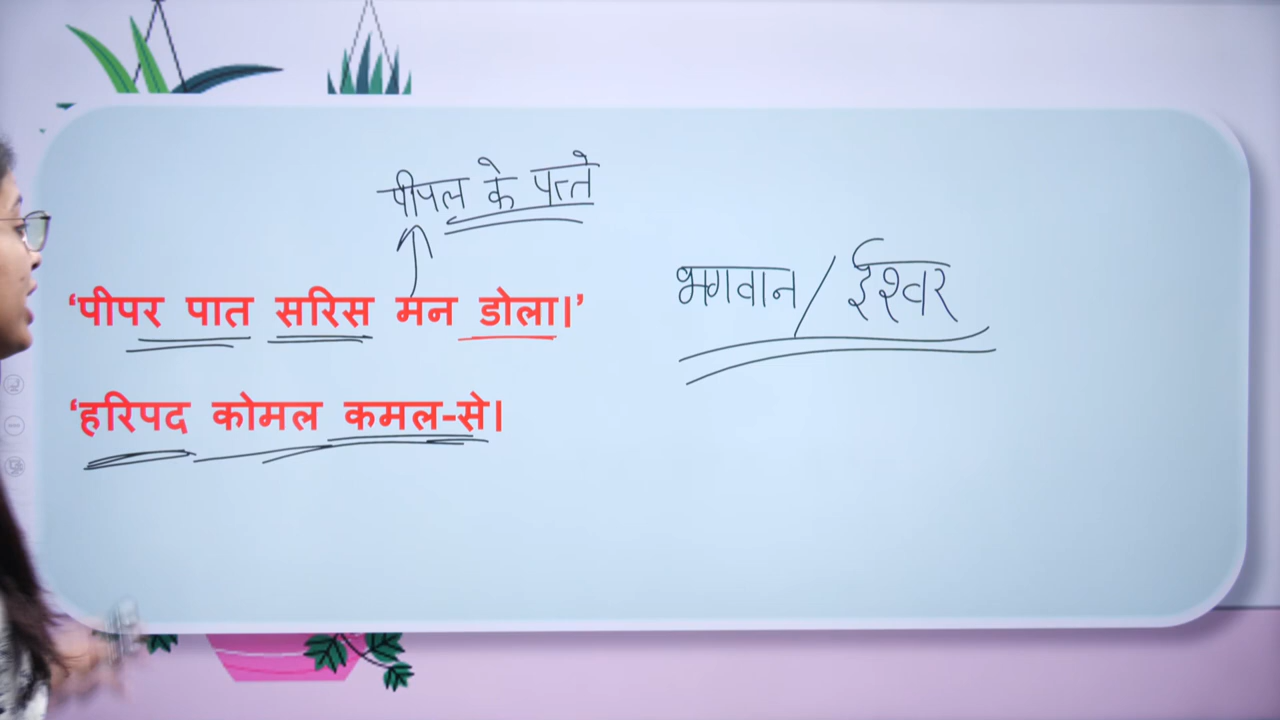 पीपल के पत्ते
‘पीपर पात सरिस मन डोला।’
भगवान / ईश्वर
‘हरिपद कोमल कमल-से।